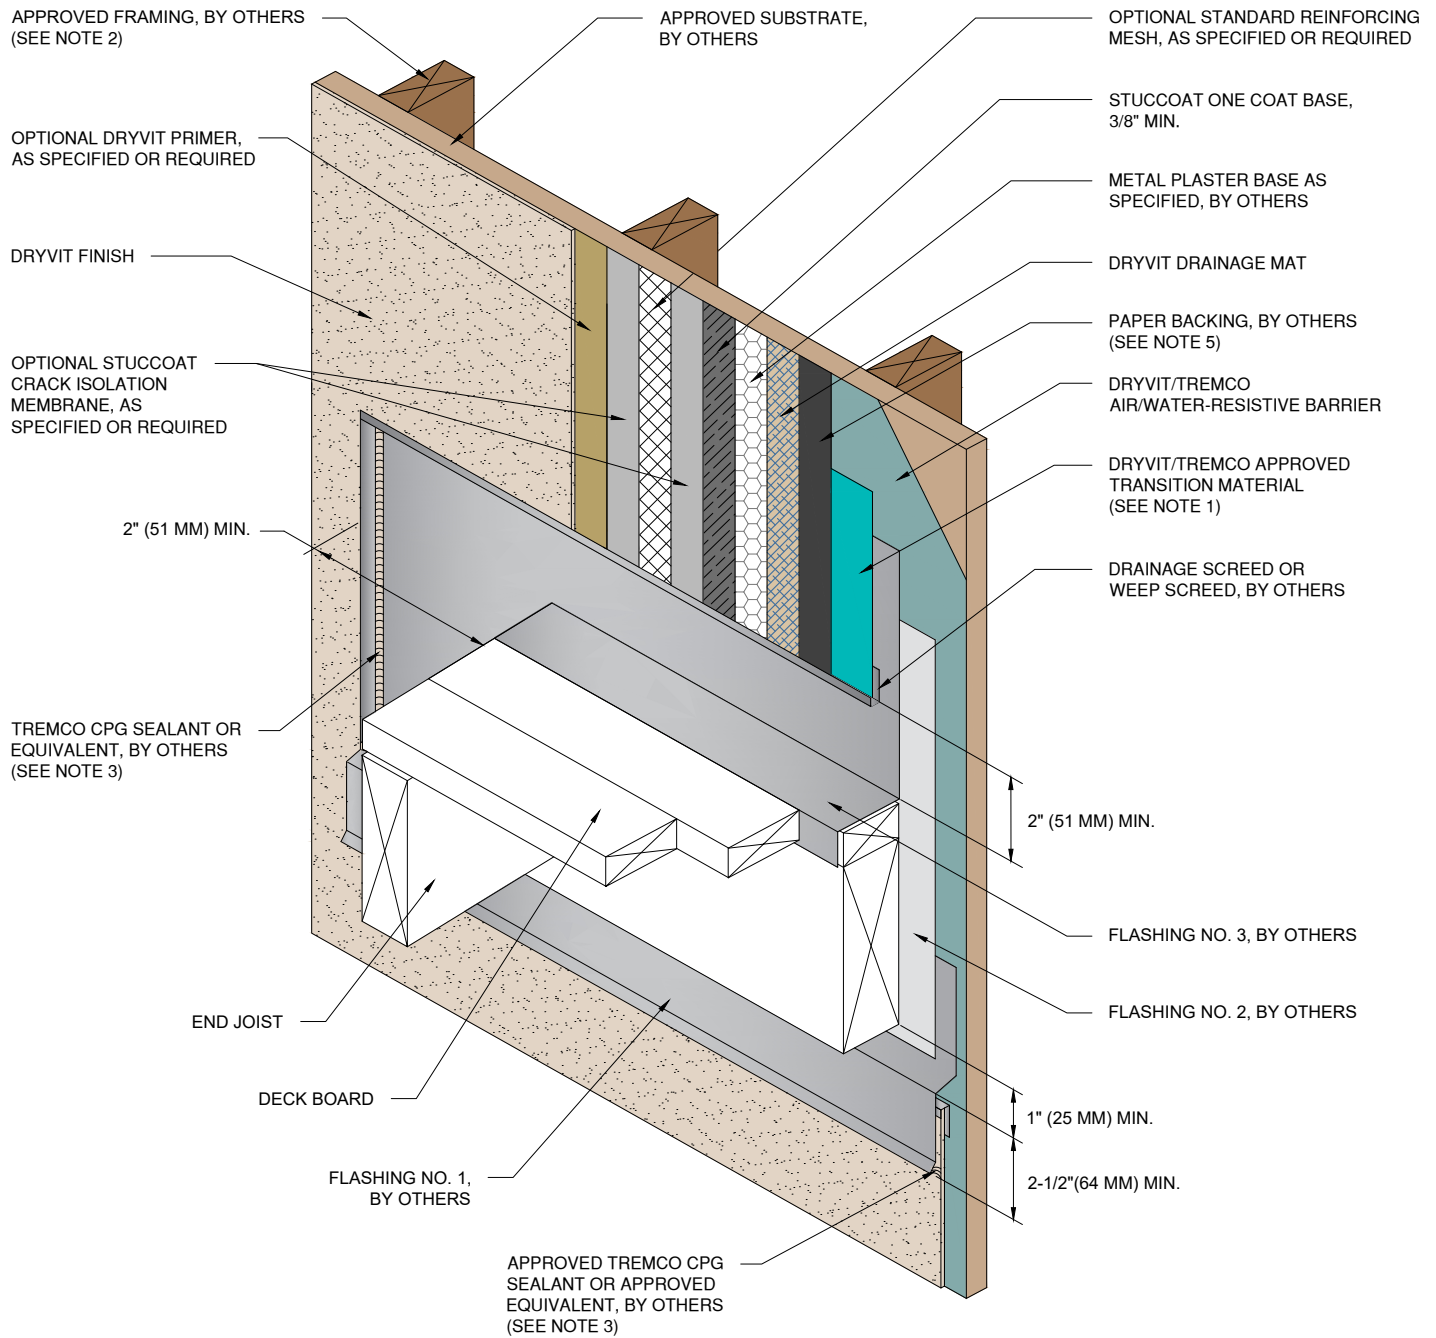 APPROVED FRAMING, BY OTHERS
(SEE NOTE 2)
APPROVED SUBSTRATE,
BY OTHERS
OPTIONAL STANDARD REINFORCING
MESH, AS SPECIFIED OR REQUIRED
STUCCOAT ONE COAT BASE,
3/8" MIN.
OPTIONAL DRYVIT PRIMER,
AS SPECIFIED OR REQUIRED
METAL PLASTER BASE AS
SPECIFIED, BY OTHERS
DRYVIT FINISH
DRYVIT DRAINAGE MAT
PAPER BACKING, BY OTHERS
(SEE NOTE 5)
OPTIONAL STUCCOAT
CRACK ISOLATION
MEMBRANE, AS
SPECIFIED OR REQUIRED
DRYVIT/TREMCO
AIR/WATER-RESISTIVE BARRIER
DRYVIT/TREMCO APPROVED
TRANSITION MATERIAL
(SEE NOTE 1)
2" (51 MM) MIN.
DRAINAGE SCREED OR
WEEP SCREED, BY OTHERS
TREMCO CPG SEALANT OR
EQUIVALENT, BY OTHERS
(SEE NOTE 3)
2" (51 MM) MIN.
FLASHING NO. 3, BY OTHERS
FLASHING NO. 2, BY OTHERS
END JOIST
DECK BOARD
1" (25 MM) MIN.
FLASHING NO. 1,
BY OTHERS
2-1/2"(64 MM) MIN.
APPROVED TREMCO CPG
SEALANT OR APPROVED
EQUIVALENT, BY OTHERS
(SEE NOTE 3)